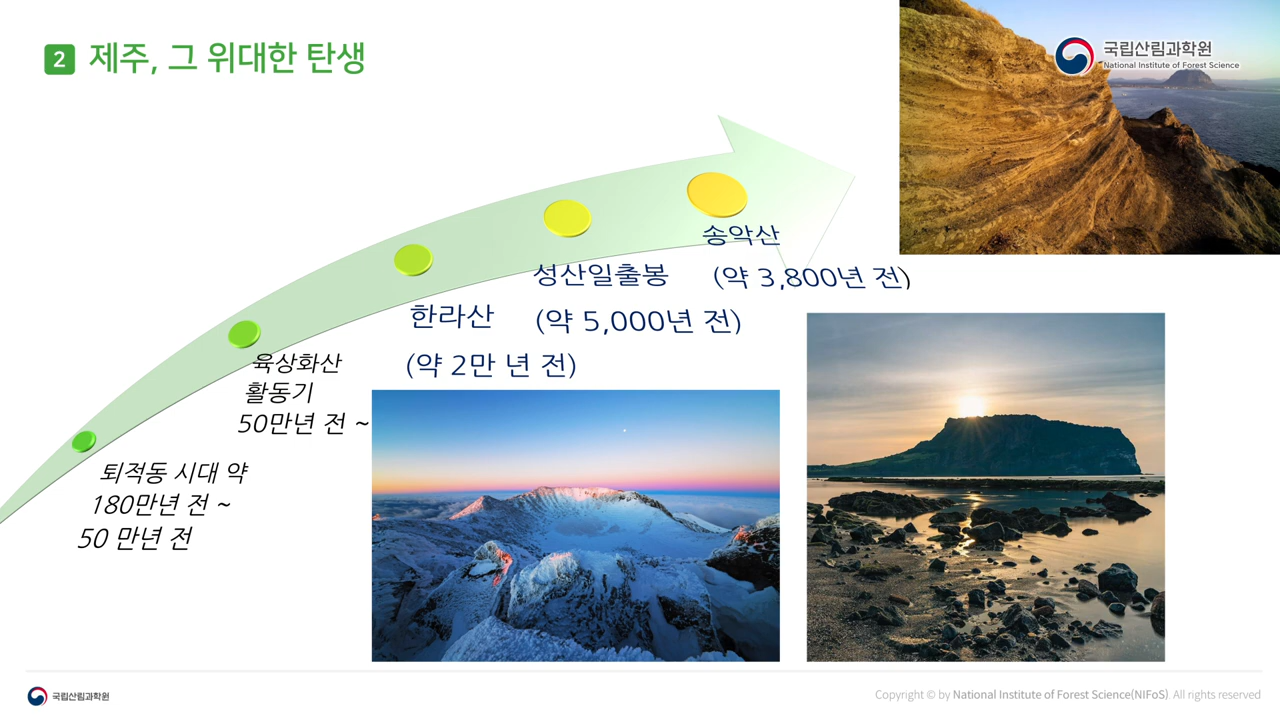 2 제주, 그 위대한 탄생
국립산림과학원
National Institute of Forest Science
송악산
(약 3,800년 전)
성산일출봉
(약 5,000년 전)
한라산
(약 2만 년 전)
육상화산
활동기
50만년 전 ~
퇴적동 시대 약
180만년 전 ~
50 만년 전
국립산림과학원
Copyright © by National Institute of Forest Science(NIFoS). All rights reserved